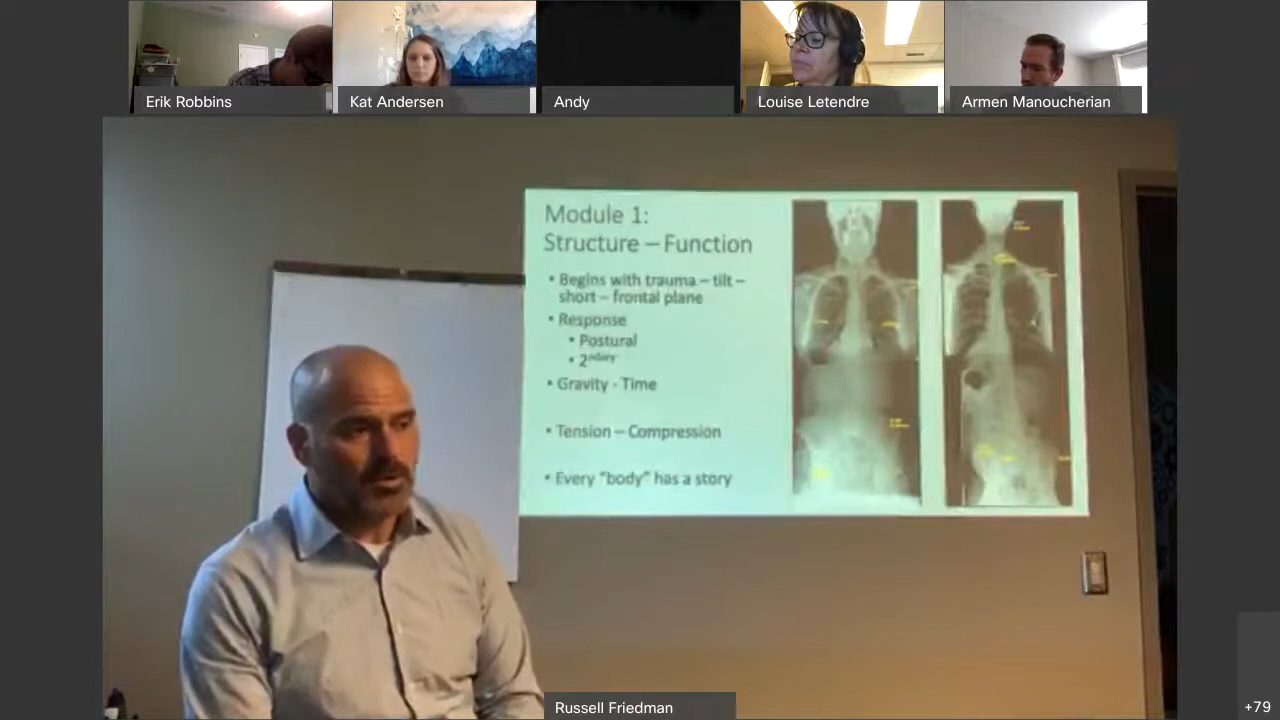 Erik Robbins
Kat Andersen
Andy
Louise Letendre
Armen Manoucherian
Module 1:
Structure – Function
• Begins with trauma – tilt –
short – frontal plane
• Response
• Postural
• 2ⁿᵈᵃʳʸ
• Gravity - Time
• Tension – Compression
• Every "body" has a story
Russell Friedman
+79